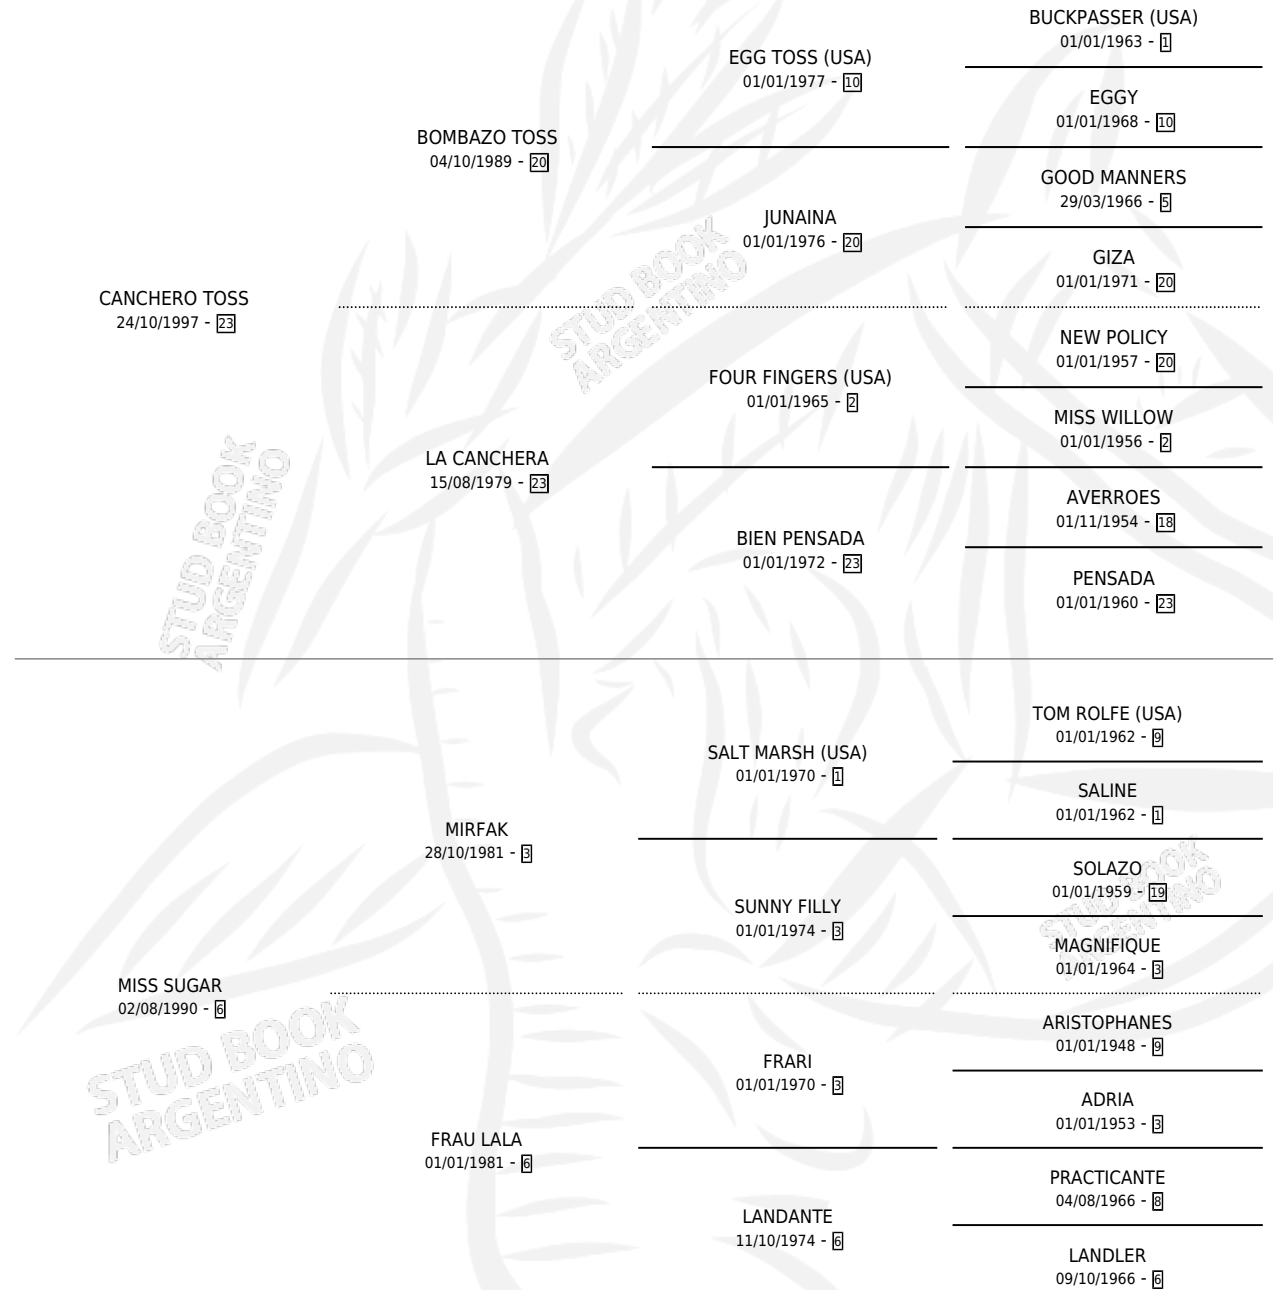 BUCKPASSER (USA)
01/01/1963 - 1
EGG TOSS (USA)
01/01/1977 - 10
EGGY
01/01/1968 - 10
BOMBAZO TOSS
04/10/1989 - 20
GOOD MANNERS
29/03/1966 - 5
JUNAINA
01/01/1976 - 20
GIZA
01/01/1971 - 20
CANCHERO TOSS
24/10/1997 - 23
NEW POLICY
01/01/1957 - 20
FOUR FINGERS (USA)
01/01/1965 - 2
MISS WILLOW
01/01/1956 - 2
LA CANCHERA
15/08/1979 - 23
AVERROES
01/11/1954 - 18
BIEN PENSADA
01/01/1972 - 23
PENSADA
01/01/1960 - 23
STUD BOOK
ARGENTINO
STUD BOOK
ARGENTINO
TOM ROLFE (USA)
01/01/1962 - 9
SALT MARSH (USA)
01/01/1970 - 1
SALINE
01/01/1962 - 1
MIRFAK
28/10/1981 - 3
SOLAZO
01/01/1959 - 19
SUNNY FILLY
01/01/1974 - 3
MAGNIFIQUE
01/01/1964 - 3
MISS SUGAR
02/08/1990 - 6
ARISTOPHANES
01/01/1948 - 9
FRARI
01/01/1970 - 3
ADRIA
01/01/1953 - 3
FRAU LALA
01/01/1981 - 6
PRACTICANTE
04/08/1966 - 8
LANDANTE
11/10/1974 - 6
LANDLER
09/10/1966 - 6
STUD BOOK
ARGENTINO
STUD BOOK
ARGENTINO